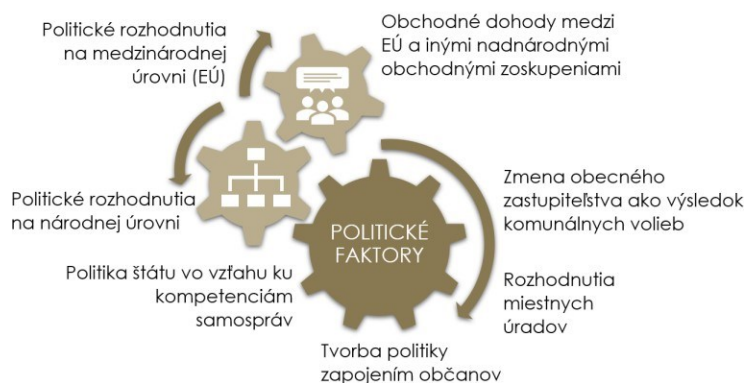 Politické rozhodnutia
na medzinárodnej
úrovni (EÚ)
Obchodné dohody medzi
EÚ a inými nadnárodnými
obchodnými zoskupeniami
Politické rozhodnutia
na národnej úrovni
Zmena obecného
zastupiteľstva ako výsledok
komunálnych volieb
POLITICKÉ
FAKTORY
Politika štátu vo vzťahu ku
kompetenciám
samospráv
Rozhodnutia
miestnych
úradov
Tvorba politiky
zapojením občanov